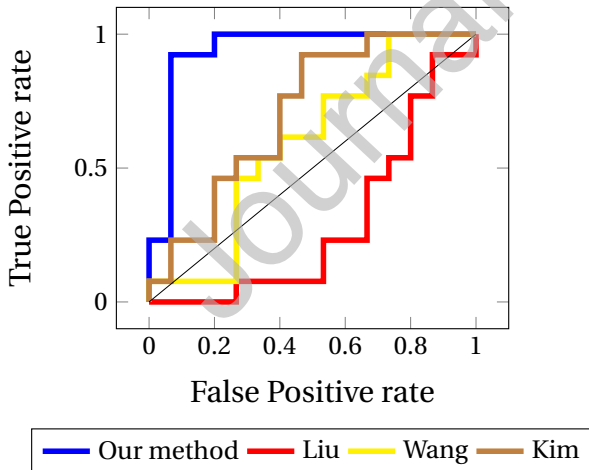 Journal
1
0.5
0
True Positive rate
0 0.2 0.4 0.6 0.8 1
False Positive rate
Our method Liu Wang Kim